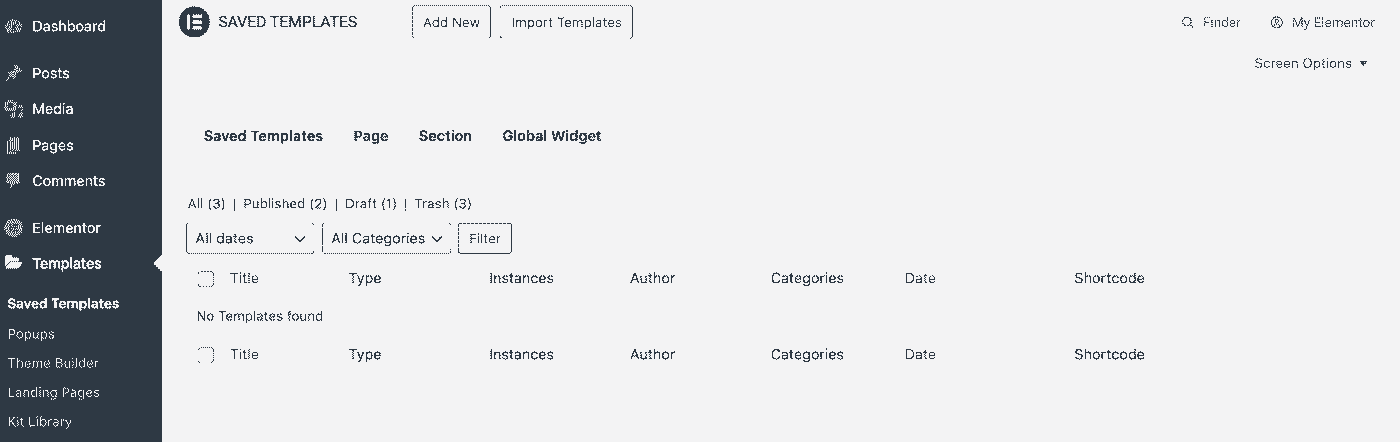 Dashboard
Posts
Media
Pages
Comments
Elementor
Templates
Saved Templates
Popups
Theme Builder
Landing Pages
Kit Library
SAVED TEMPLATES Add New Import Templates Finder My Elementor
Screen Options
Saved Templates Page Section Global Widget
All (3) | Published (2) | Draft (1) | Trash (3)
All dates All Categories Filter
Title Type Instances Author Categories Date Shortcode
No Templates found
Title Type Instances Author Categories Date Shortcode